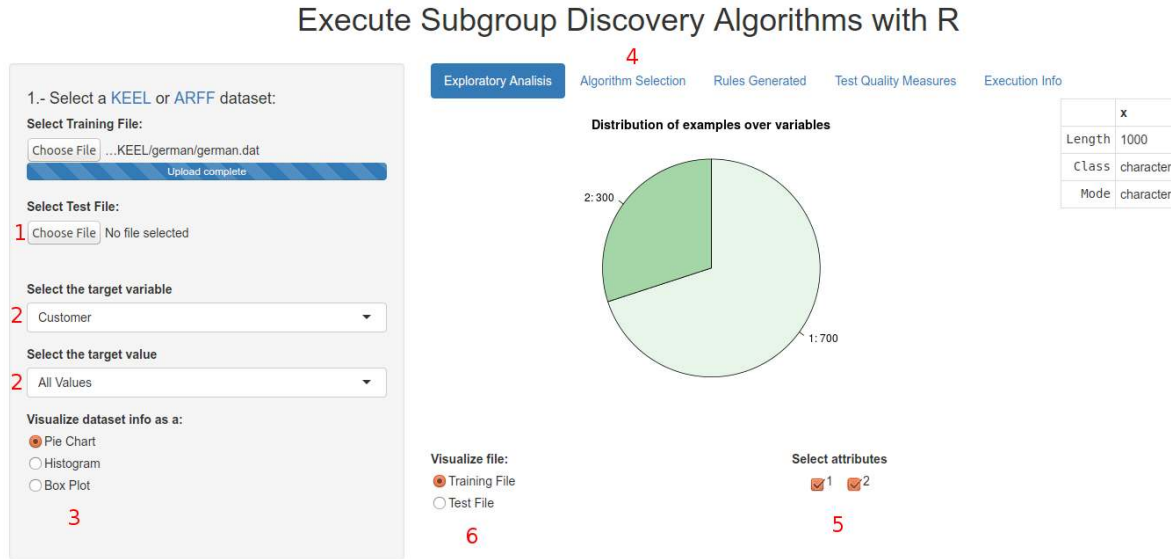 Execute Subgroup Discovery Algorithms with R
4
Exploratory Analisis Algorithm Selection Rules Generated Test Quality Measures Execution Info
1.- Select a KEEL or ARFF dataset:
Select Training File:
Choose File ...KEEL/german/german.dat
Upload complete
Select Test File:
1 Choose File No file selected
Select the target variable
2 Customer
Select the target value
2 All Values
Visualize dataset info as a:
Pie Chart
Histogram
Box Plot
3
Distribution of examples over variables
2: 300
1: 700
x
Length 1000
Class character
Mode character
Visualize file:
Training File
Test File
6
Select attributes
1 2
5